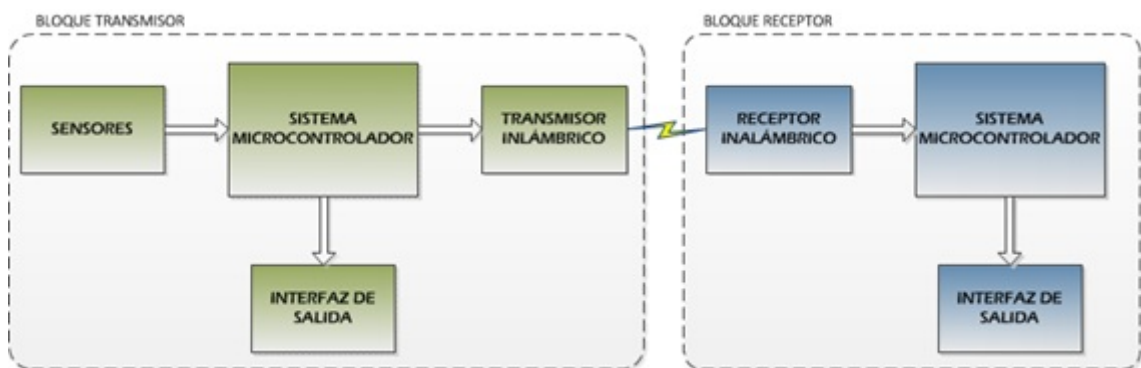 BLOQUE TRANSMISOR
SENSORES
SISTEMA
MICROCONTROLADOR
TRANSMISOR
INLÁMBRICO
INTERFAZ DE
SALIDA
BLOQUE RECEPTOR
RECEPTOR
INALÁMBRICO
SISTEMA
MICROCONTROLADOR
INTERFAZ DE
SALIDA